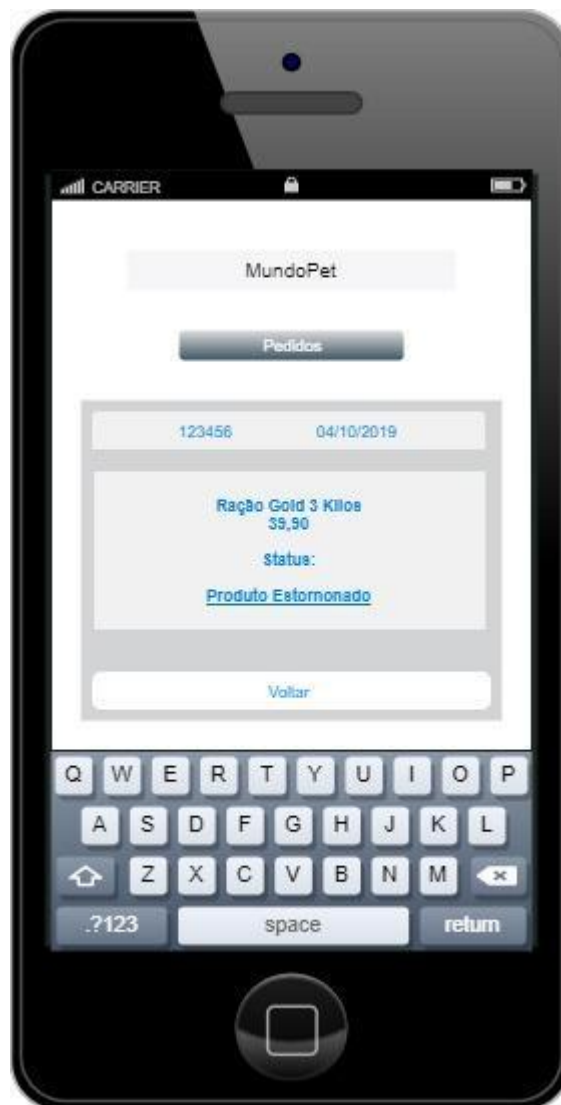 CARRIER
MundoPet
Pedidos
123456 04/10/2019
Ração Gold 3 Kilos
39,90
Status:
Produto Estornonado
Voltar
Q W E R T Y U I O P
A S D F G H J K L
Z X C V B N M
.?123 space return